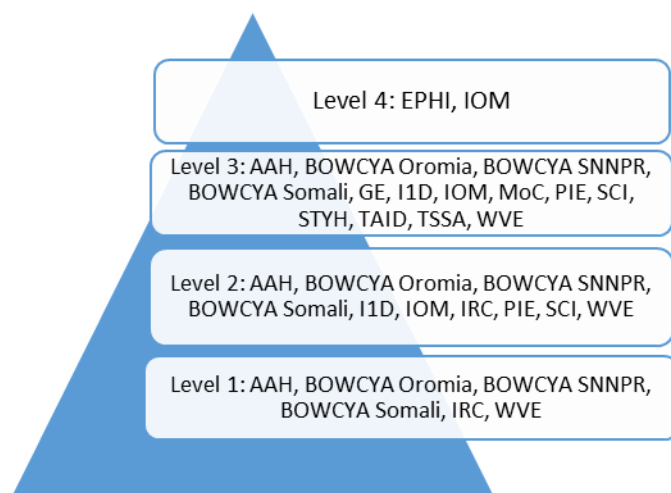 Level 4: EPHI, IOM
Level 3: AAH, BOWCYA Oromia, BOWCYA SNNPR,
BOWCYA Somali, GE, I1D, IOM, MoC, PIE, SCI,
STYH, TAID, TSSA, WVE
Level 2: AAH, BOWCYA Oromia, BOWCYA SNNPR,
BOWCYA Somali, I1D, IOM, IRC, PIE, SCI, WVE
Level 1: AAH, BOWCYA Oromia, BOWCYA SNNPR,
BOWCYA Somali, IRC, WVE